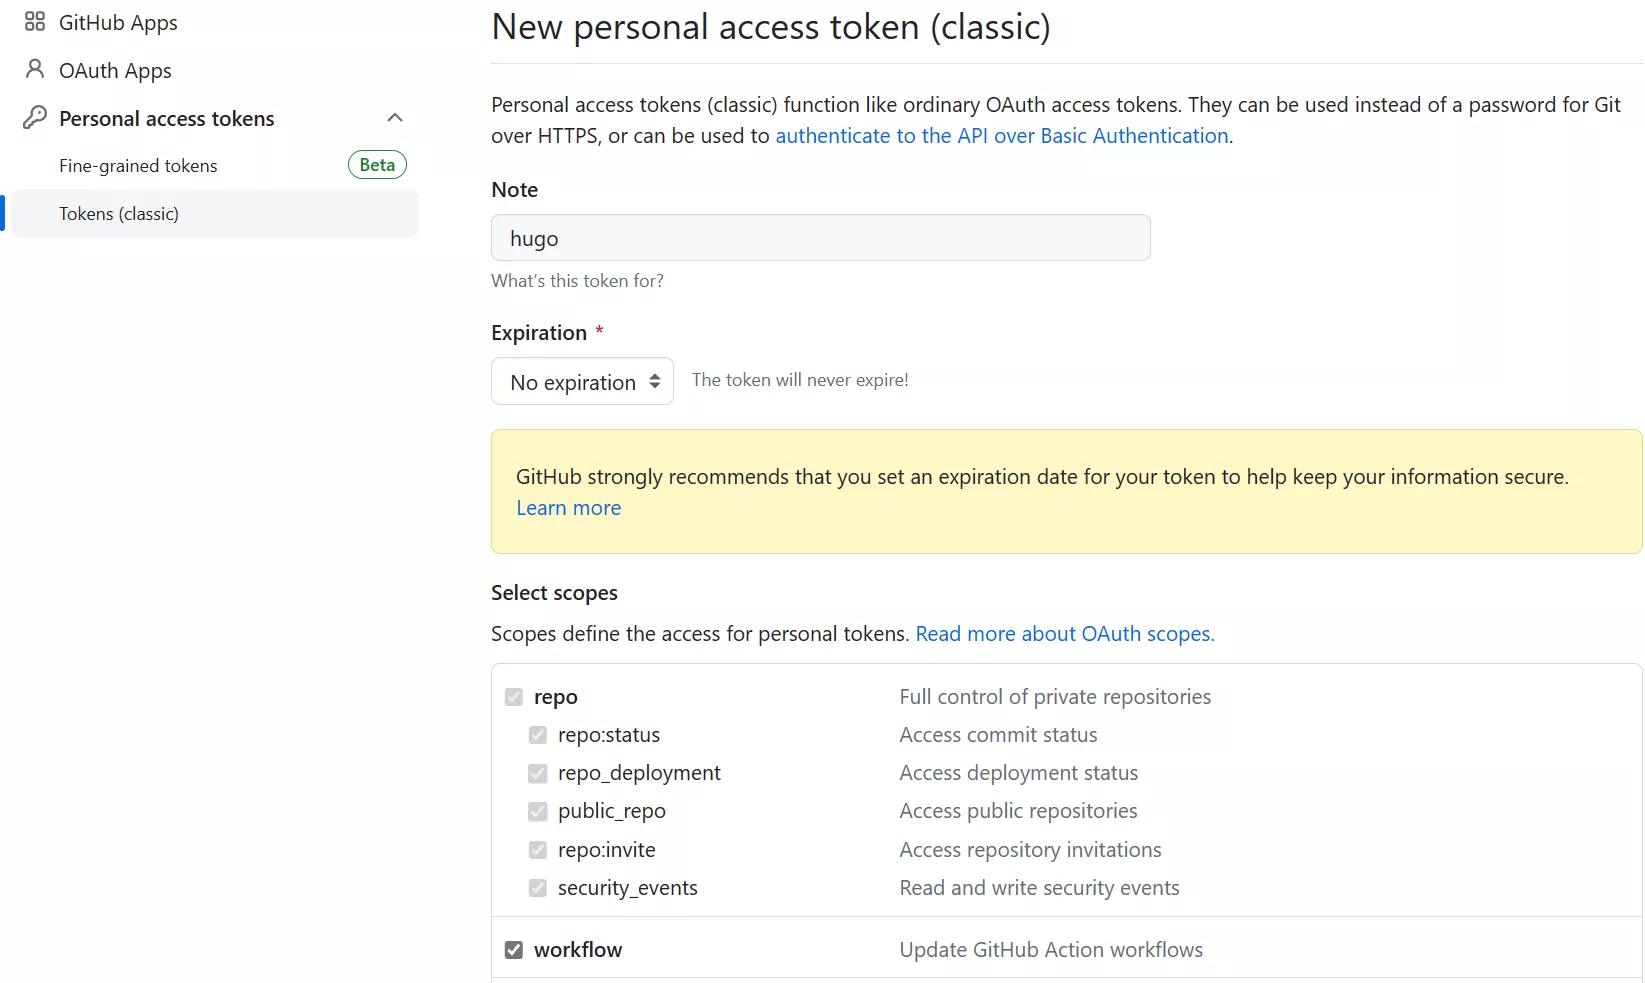 GitHub Apps
OAuth Apps
Personal access tokens
Fine-grained tokens
Beta
Tokens (classic)
New personal access token (classic)
Personal access tokens (classic) function like ordinary OAuth access tokens. They can be used instead of a password for Git
over HTTPS, or can be used to authenticate to the API over Basic Authentication.
Note
hugo
What's this token for?
Expiration *
No expiration
The token will never expire!
GitHub strongly recommends that you set an expiration date for your token to help keep your information secure.
Learn more
Select scopes
Scopes define the access for personal tokens. Read more about OAuth scopes.
repo Full control of private repositories
repo:status Access commit status
repo_deployment Access deployment status
public_repo Access public repositories
repo:invite Access repository invitations
security_events Read and write security events
workflow Update GitHub Action workflows